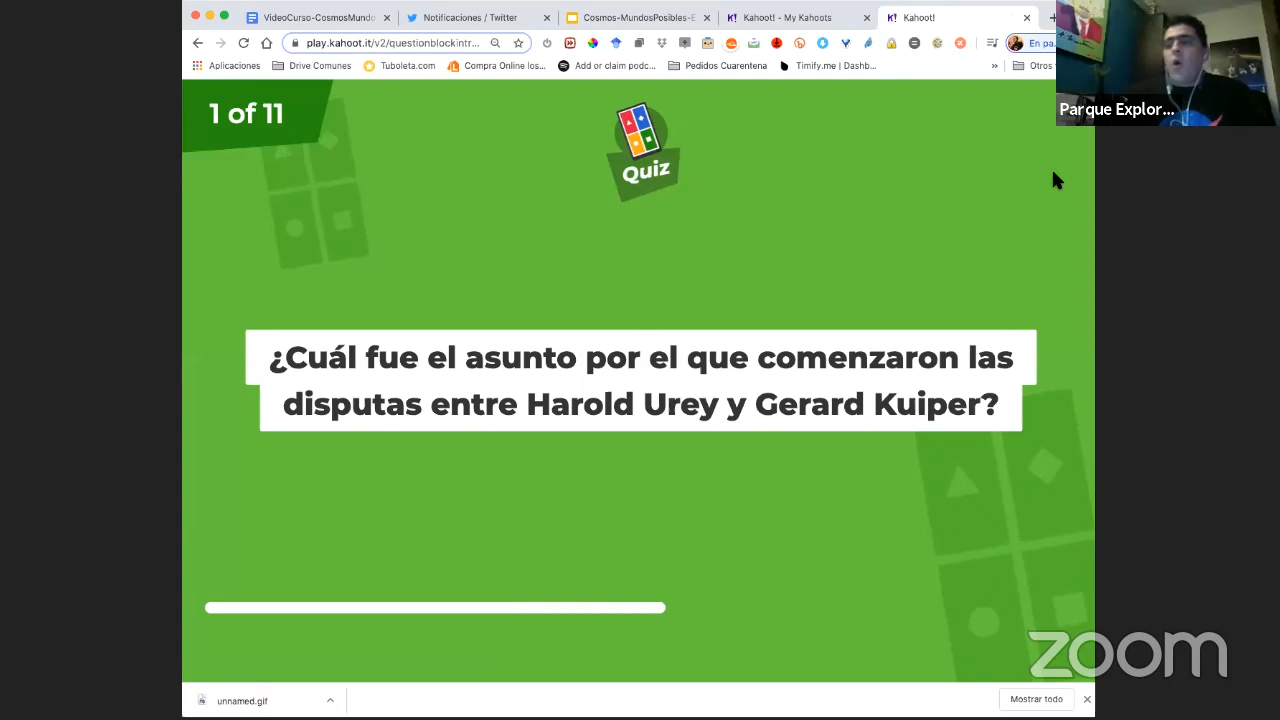 VideoCurso-CosmosMundo
Notificaciones / Twitter
Cosmos-MundosPosibles-E
K! Kahoot! - My Kahoots
K! Kahoot!
play.kahoot.it/v2/questionblockintr...
En pa...
Aplicaciones
Drive Comunes
Tuboleta.com
Compra Online los...
Add or claim podc...
Pedidos Cuarentena
Timify.me | Dashb...
»
Otros
Parque Explor...
1 of 11
Quiz
¿Cuál fue el asunto por el que comenzaron las
disputas entre Harold Urey y Gerard Kuiper?
zoom
unnamed.gif
Mostrar todo